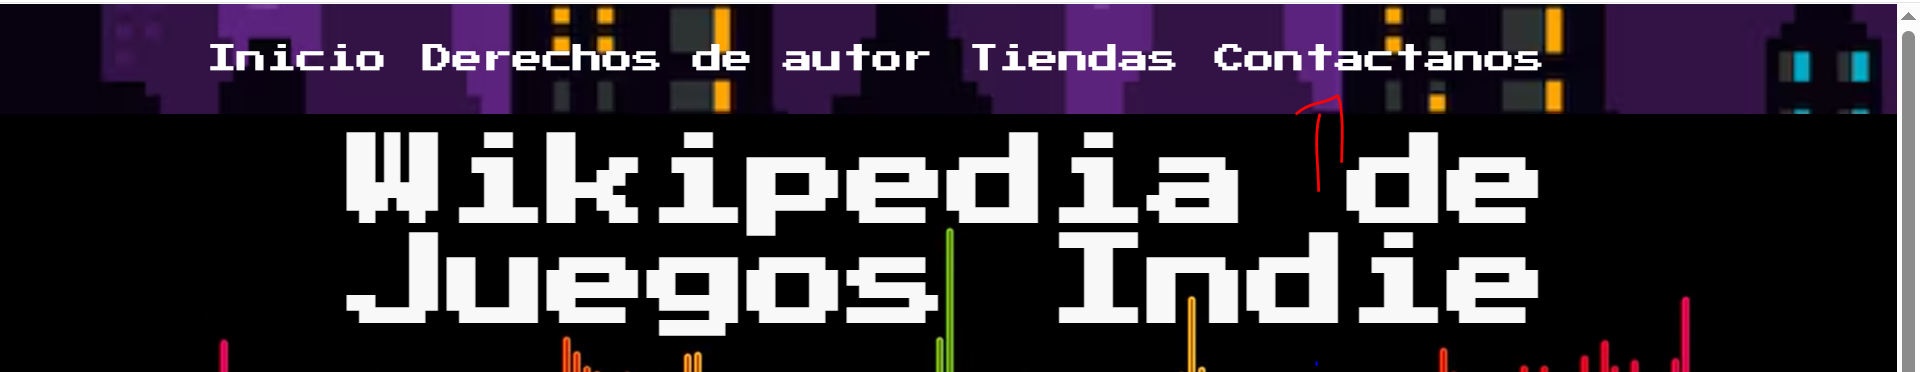 Inicio Derechos de autor Tiendas Contactanos
Wikipedia de
Juegos Indie